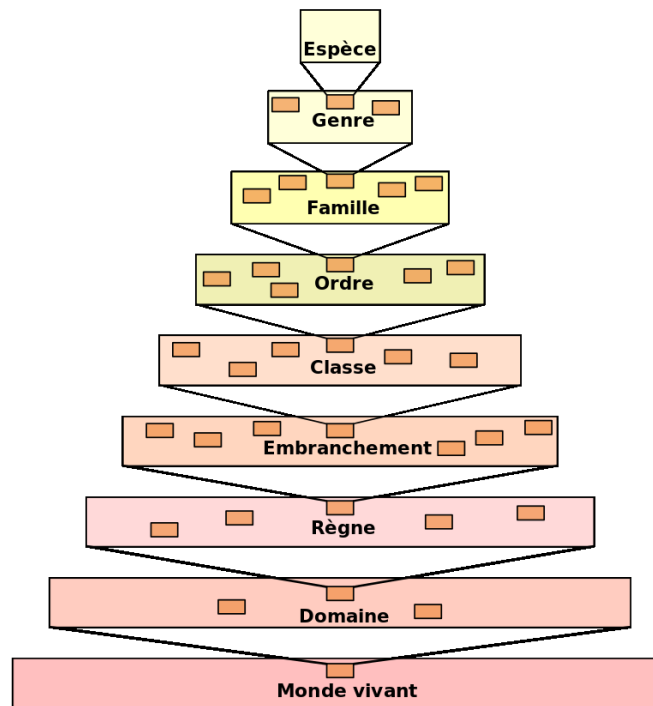 Espèce
Genre
Famille
Ordre
Classe
Embranchement
Règne
Domaine
Monde vivant